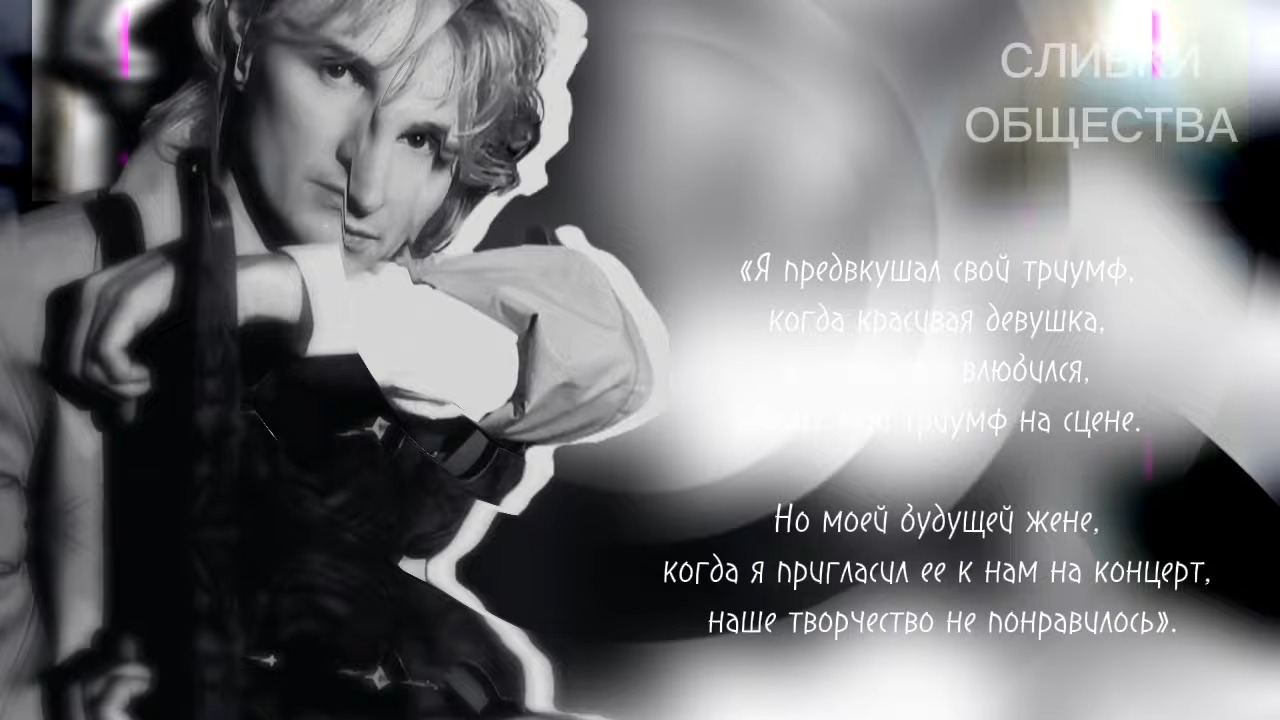 СЛИВКИ
ОБЩЕСТВА
«Я предвкушал свой триумф,
когда красивая девушка,
влюбился,
триумф на сцене.
Но моей будущей жене,
когда я пригласил ее к нам на концерт,
наше творчество не понравилось».